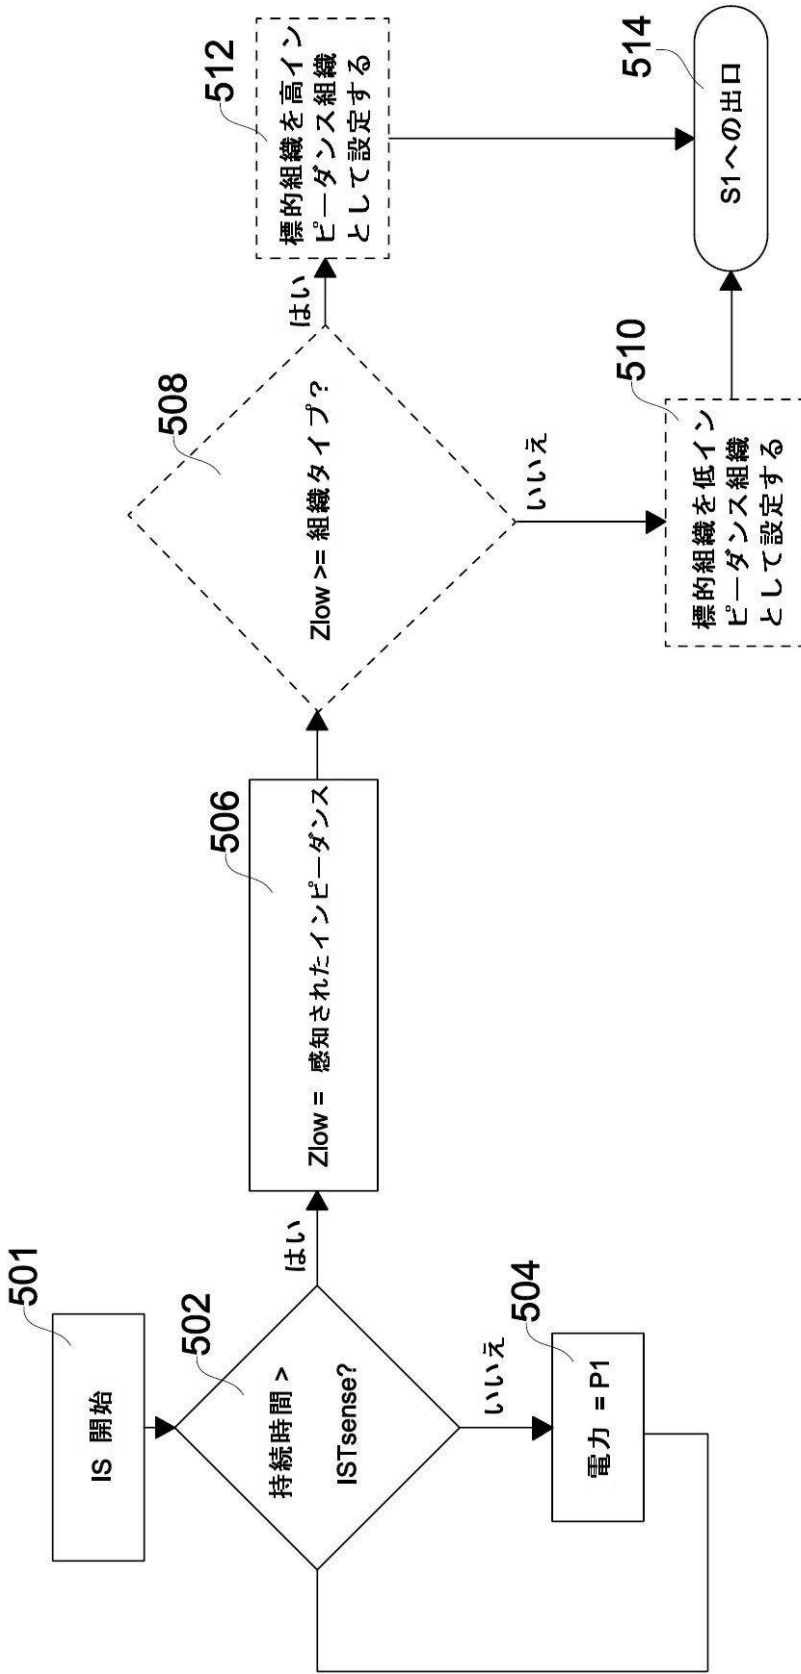 501
IS 開始
502
持続時間 >
ISTsense?
はい
いいえ
504
電力 = P1
506
Zlow = 感知されたインピーダンス
508
Zlow >= 組織タイプ?
はい
いいえ
512
標的組織を高イン
ピーダンス組織
として設定する
510
標的組織を低イン
ピーダンス組織
として設定する
514
S1への出口